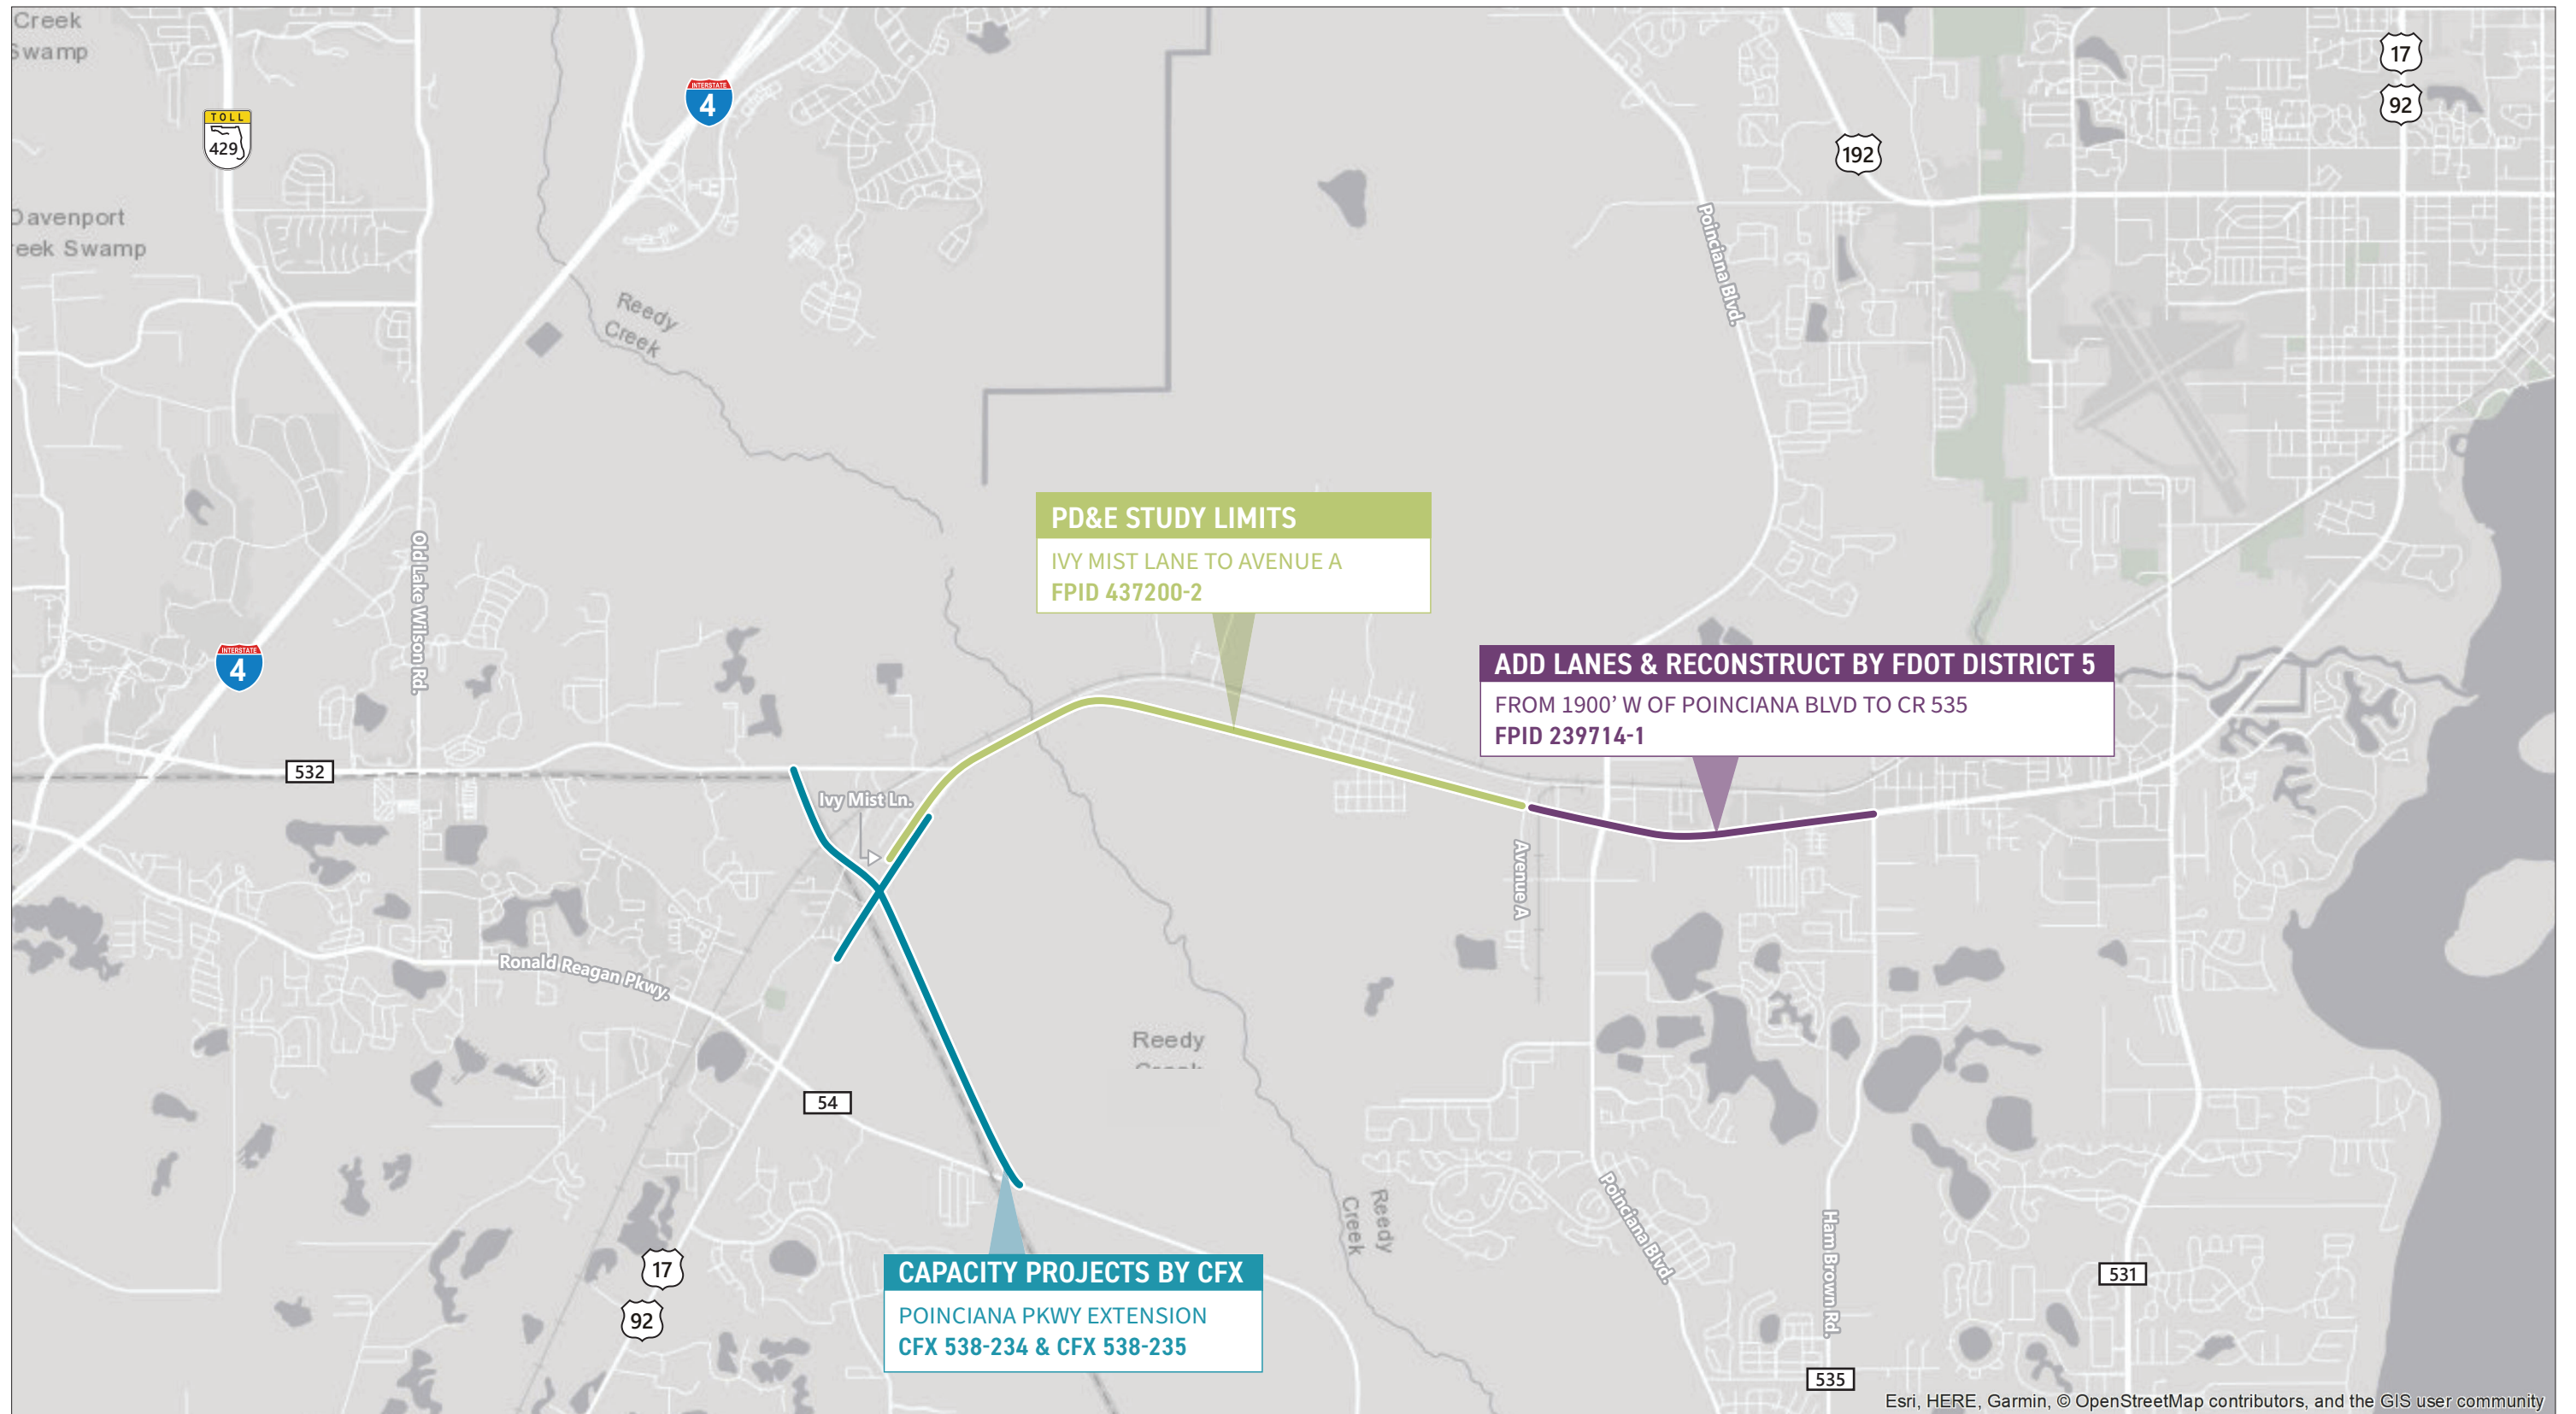 Creek
Swamp
INTERSTATE
4
TOLL
429
17
92
192
Davenport
reek Swamp
Poinciana Blvd.
Reedy
Creek
PD&E STUDY LIMITS
IVY MIST LANE TO AVENUE A
FPID 437200-2
Old Lake Wilson Rd.
INTERSTATE
4
ADD LANES & RECONSTRUCT BY FDOT DISTRICT 5
FROM 1900’ W OF POINCIANA BLVD TO CR 535
FPID 239714-1
532
Ivy Mist Ln.
Avenue A
Ronald Reagan Pkwy.
Reedy
54
Reedy
Creek
Poinciana Blvd.
Ham Brown Rd.
17
92
531
CAPACITY PROJECTS BY CFX
POINCIANA PKWY EXTENSION
CFX 538-234 & CFX 538-235
535
Esri, HERE, Garmin, © OpenStreetMap contributors, and the GIS user community